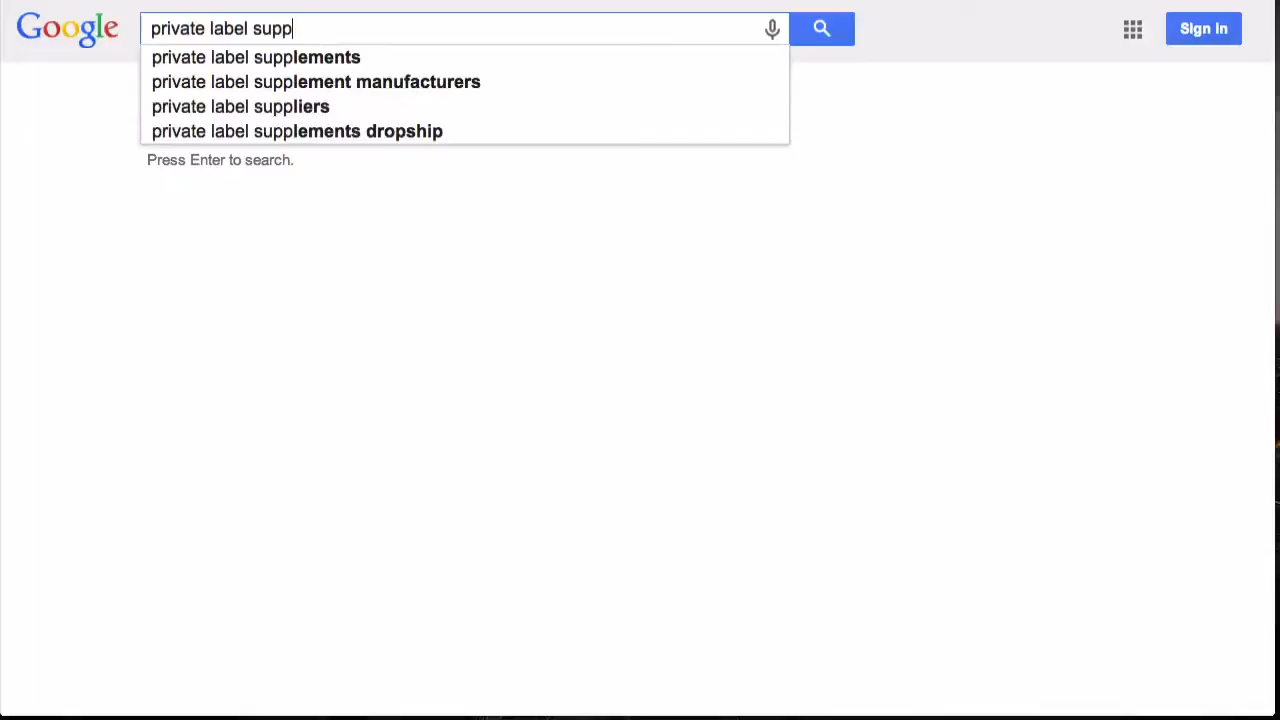 Google
private label supp
Sign in
private label supplements
private label supplement manufacturers
private label suppliers
private label supplements dropship
Press Enter to search.